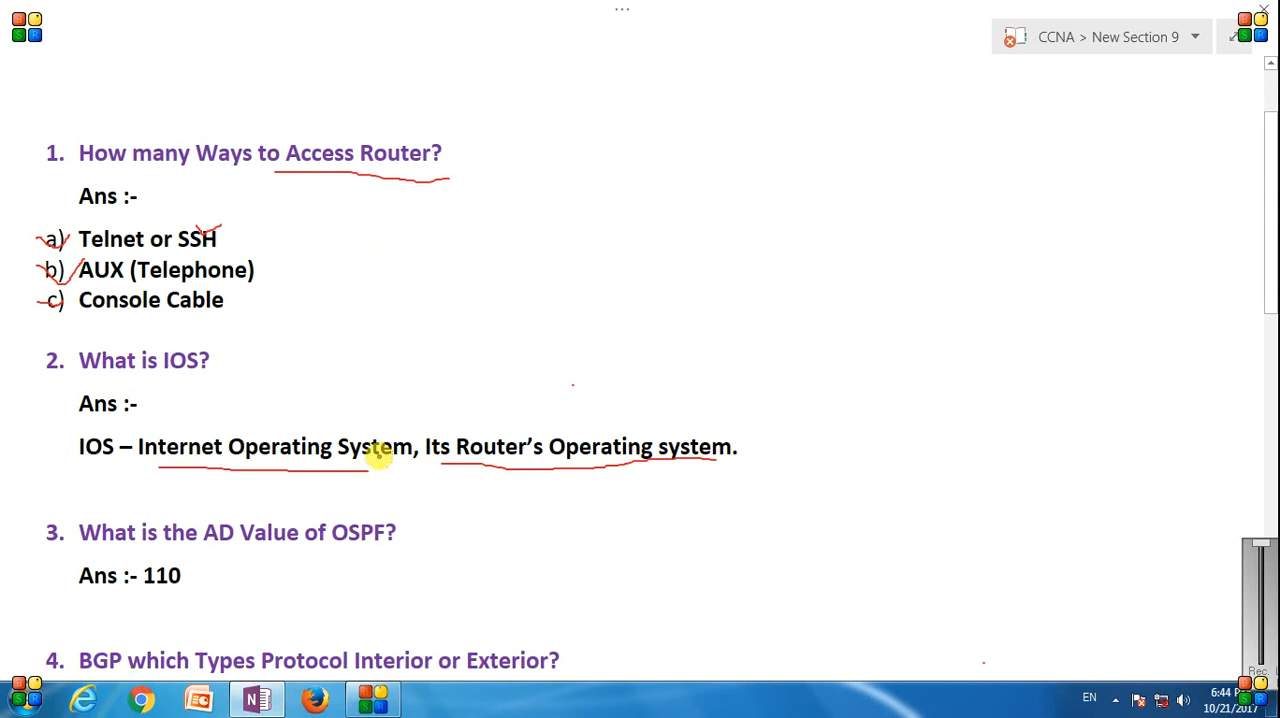 ...
CCNA > New Section 9
1. How many Ways to Access Router?
Ans :-
a) Telnet or SSH
b) AUX (Telephone)
c) Console Cable
2. What is IOS?
Ans :-
IOS – Internet Operating System, Its Router’s Operating system.
3. What is the AD Value of OSPF?
Ans :- 110
4. BGP which Types Protocol Interior or Exterior?
Rec.
EN
6:44 P
10/21/2017